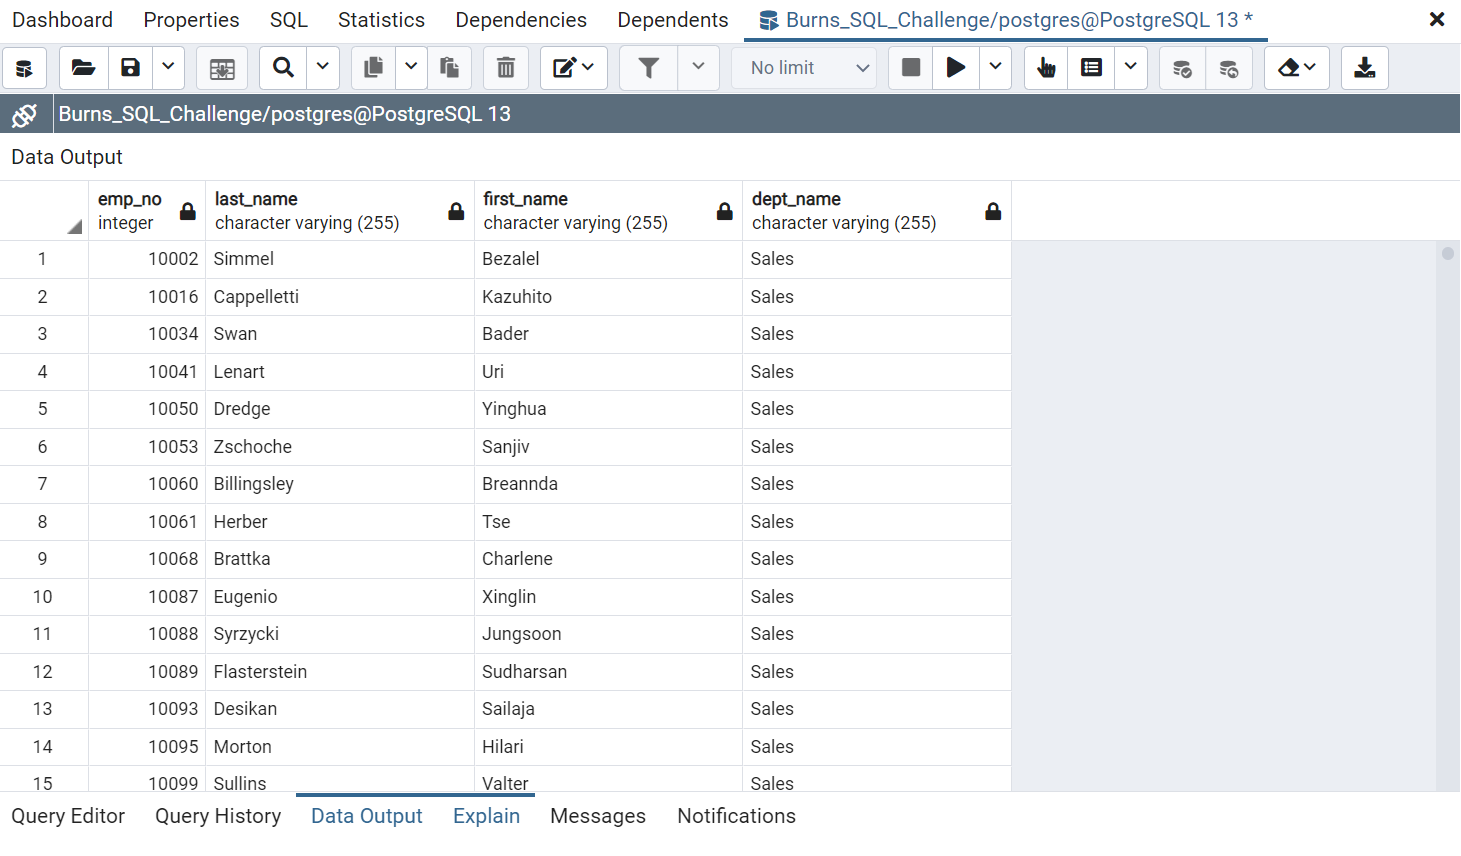 Dashboard Properties SQL Statistics Dependencies Dependents Burns_SQL_Challenge/postgres@PostgreSQL 13 *
No limit
Burns_SQL_Challenge/postgres@PostgreSQL 13
Data Output
emp_no last_name first_name dept_name
integer character varying (255) character varying (255) character varying (255)
1 10002 Simmel Bezalel Sales
2 10016 Cappelletti Kazuhito Sales
3 10034 Swan Bader Sales
4 10041 Lenart Uri Sales
5 10050 Dredge Yinghua Sales
6 10053 Zschoche Sanjiv Sales
7 10060 Billingsley Breannda Sales
8 10061 Herber Tse Sales
9 10068 Brattka Charlene Sales
10 10087 Eugenio Xinglin Sales
11 10088 Syrzycki Jungsoon Sales
12 10089 Flasterstein Sudharsan Sales
13 10093 Desikan Sailaja Sales
14 10095 Morton Hilari Sales
15 10099 Sullins Valter Sales
Query Editor Query History Data Output Explain Messages Notifications